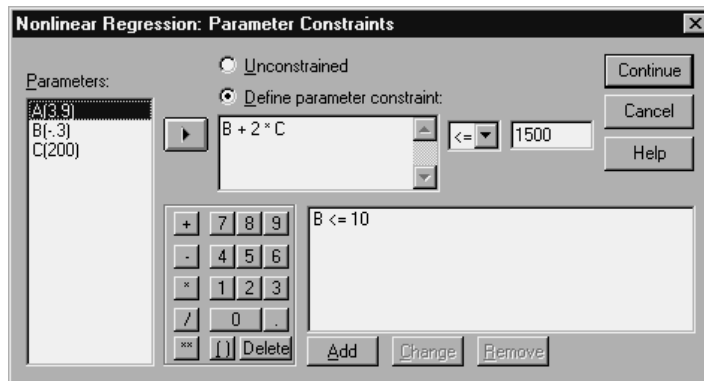 Nonlinear Regression: Parameter Constraints
Parameters:
A(3.9)
B(-.3)
C(200)
Unconstrained
Define parameter constraint:
B + 2 * C
<=
1500
Continue
Cancel
Help
+ 7 8 9
- 4 5 6
* 1 2 3
/ 0 .
** ( ) Delete
B <= 10
Add Change Remove